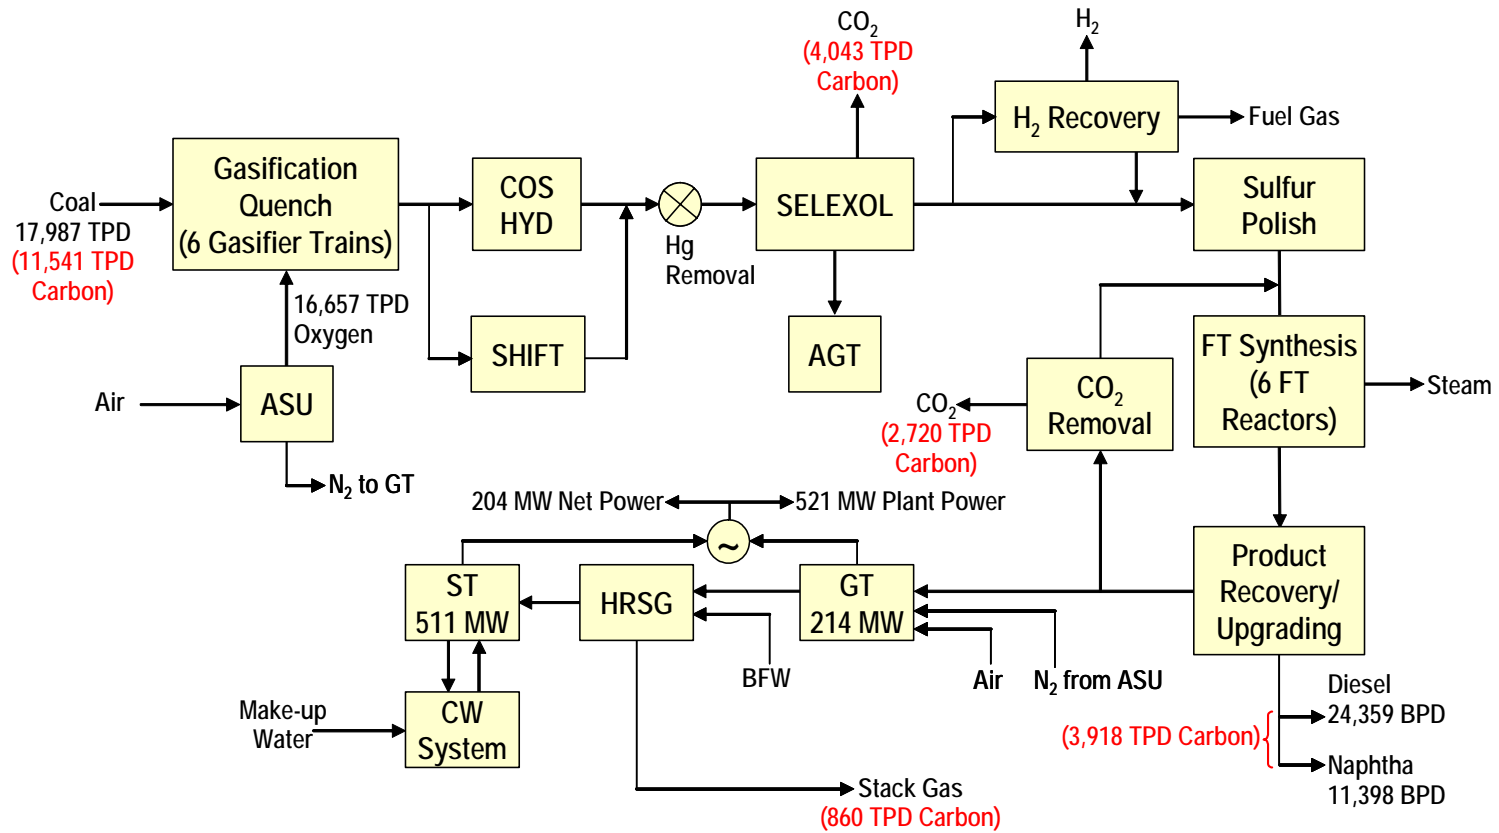 CO2
(4,043 TPD
Carbon)
H2
H2 Recovery
Fuel Gas
Gasification
Quench
(6 Gasifier Trains)
COS
HYD
SELEXOL
Sulfur
Polish
Coal
17,987 TPD
(11,541 TPD
Carbon)
Hg
Removal
16,657 TPD
Oxygen
SHIFT
AGT
FT Synthesis
(6 FT
Reactors)
Steam
Air
ASU
CO2
Removal
CO2
(2,720 TPD
Carbon)
N2 to GT
204 MW Net Power
521 MW Plant Power
~
ST
511 MW
HRSG
GT
214 MW
Product
Recovery/
Upgrading
BFW
Air
N2 from ASU
Make-up
Water
CW
System
Diesel
24,359 BPD
(3,918 TPD Carbon)
Naphtha
11,398 BPD
Stack Gas
(860 TPD Carbon)